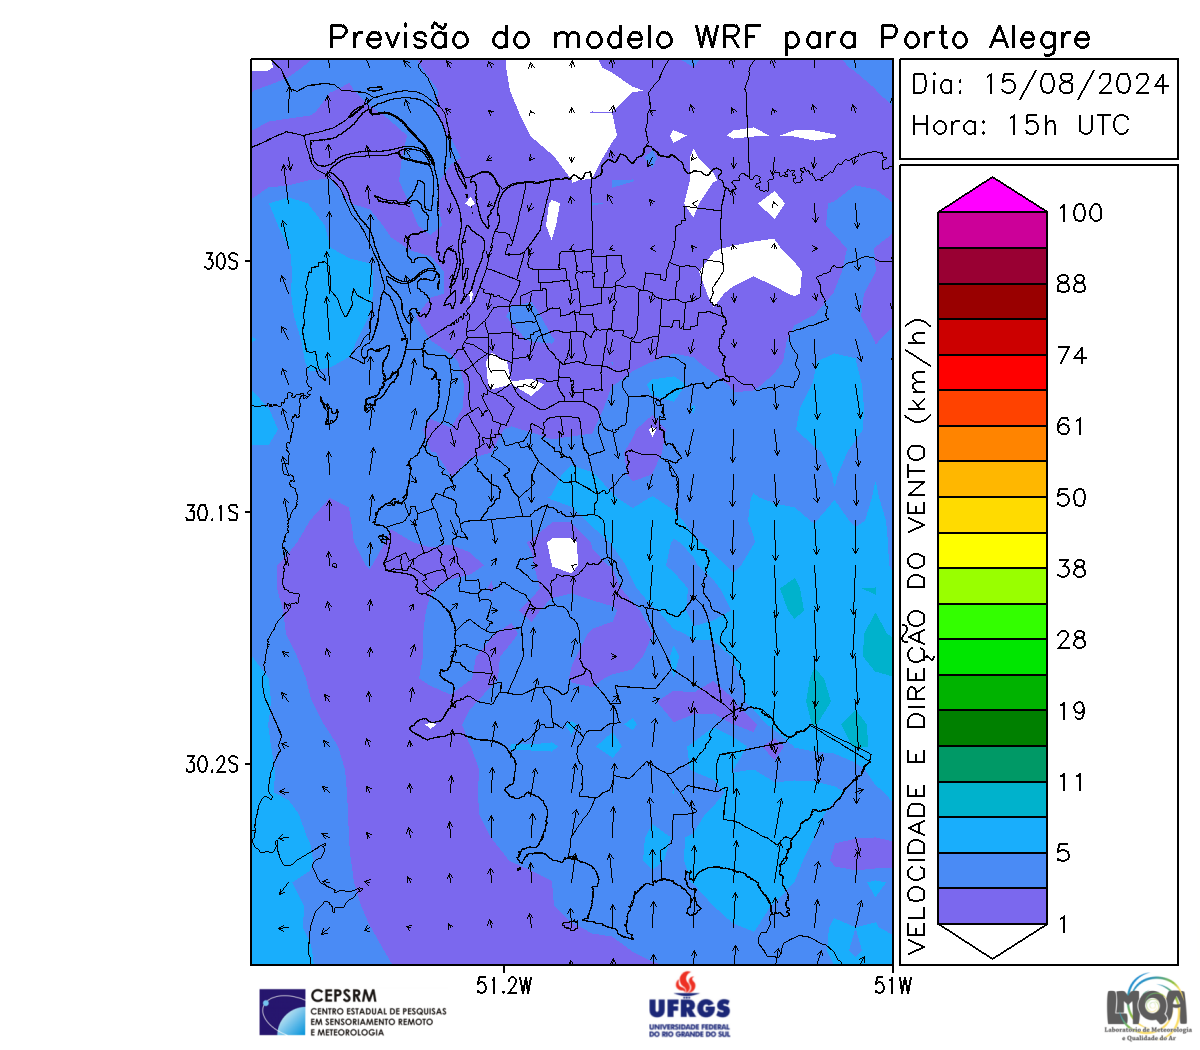 Previsão do modelo WRF para Porto Alegre
Dia: 15/08/2024
Hora: 15h UTC
30S
30.1S
30.2S
51.2W
51W
VELOCIDADE E DIREÇÃO DO VENTO (km/h)
100
88
74
61
50
38
28
19
11
5
1
CEPSRM
CENTRO ESTADUAL DE PESQUISAS
EM SENSORIAMENTO REMOTO
E METEOROLOGIA
UFRGS
UNIVERSIDADE FEDERAL
DO RIO GRANDE DO SUL
LMQA
Laboratório de Meteorologia
e Qualidade do Ar